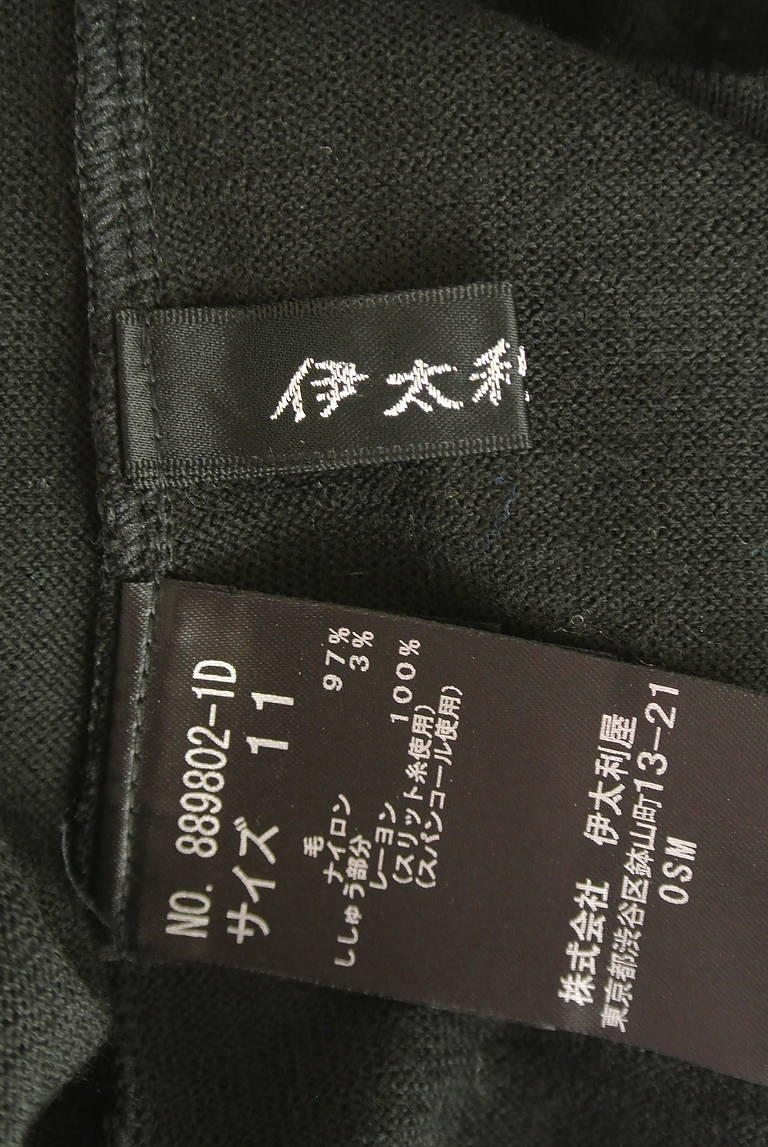 伊太利
NO. 889802-1D
サイズ 11
毛 97%
ナイロン 3%
ししゅう部分
レーヨン 100%
(スリット糸使用)
(スパンコール使用)
株式会社 伊太利屋
東京都渋谷区鉢山町13-21
OSM